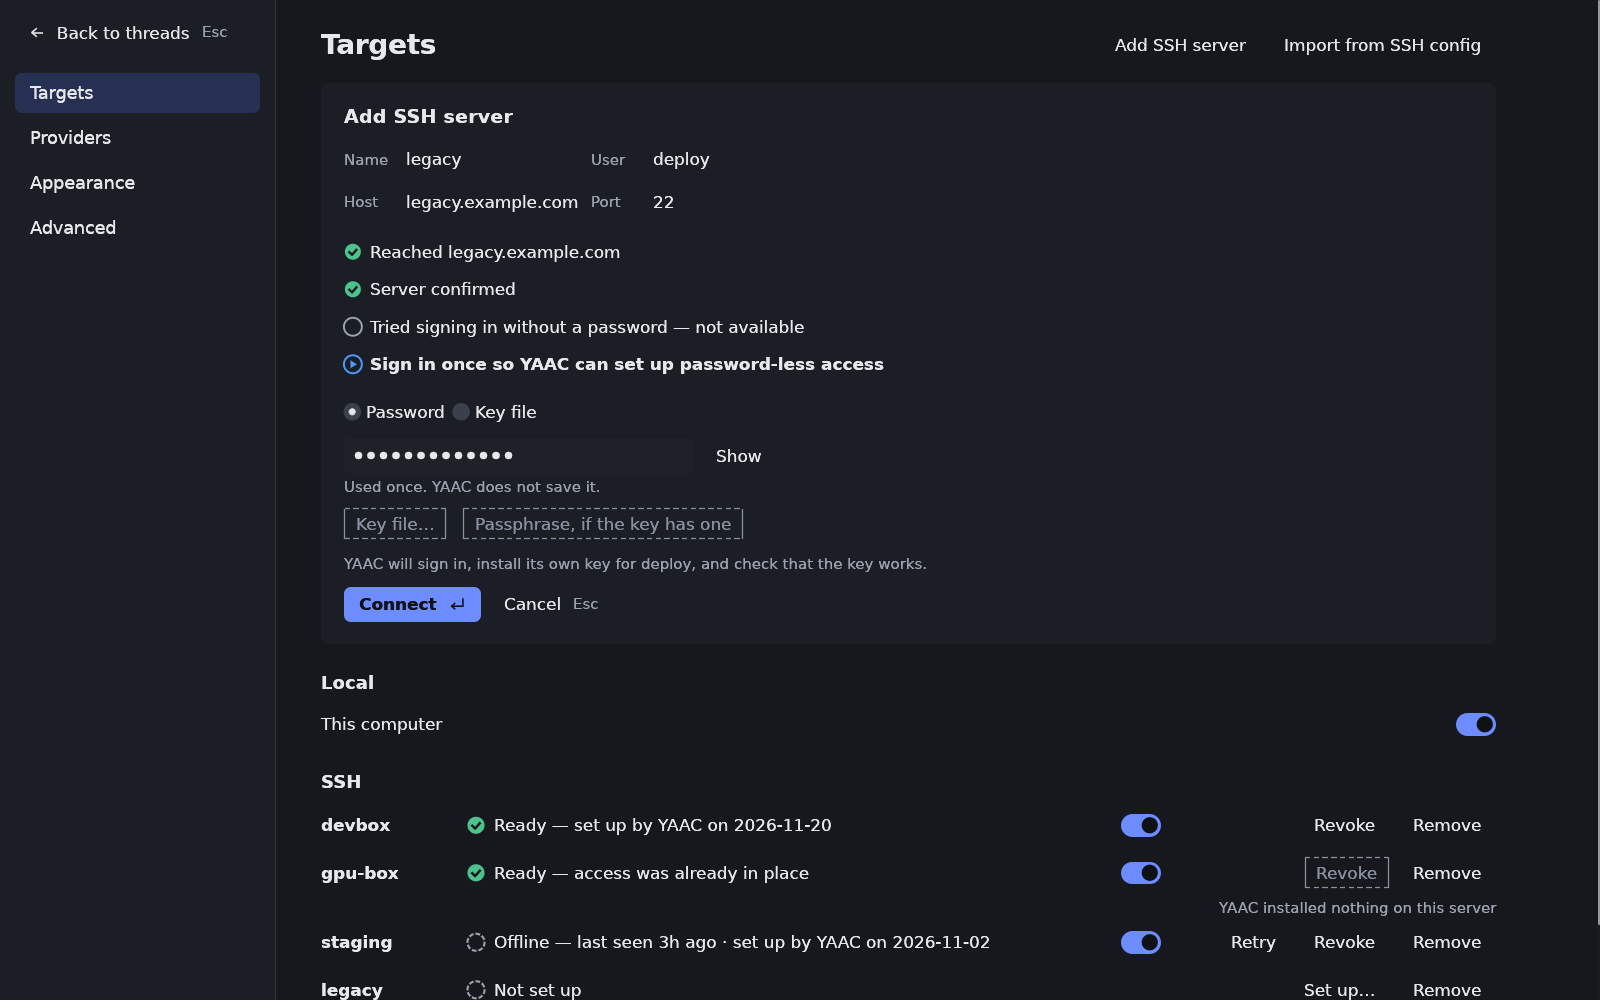 ← Back to threads Esc
Targets
Providers
Appearance
Advanced
Targets
Add SSH server
Import from SSH config
Add SSH server
Name legacy User deploy
Host legacy.example.com Port 22
Reached legacy.example.com
Server confirmed
Tried signing in without a password — not available
Sign in once so YAAC can set up password-less access
Password Key file
••••••••••••• Show
Used once. YAAC does not save it.
Key file… Passphrase, if the key has one
YAAC will sign in, install its own key for deploy, and check that the key works.
Connect ↵ Cancel Esc
Local
This computer
SSH
devbox Ready — set up by YAAC on 2026-11-20 Revoke Remove
gpu-box Ready — access was already in place Revoke Remove
YAAC installed nothing on this server
staging Offline — last seen 3h ago · set up by YAAC on 2026-11-02 Retry Revoke Remove
legacy Not set up Set up… Remove